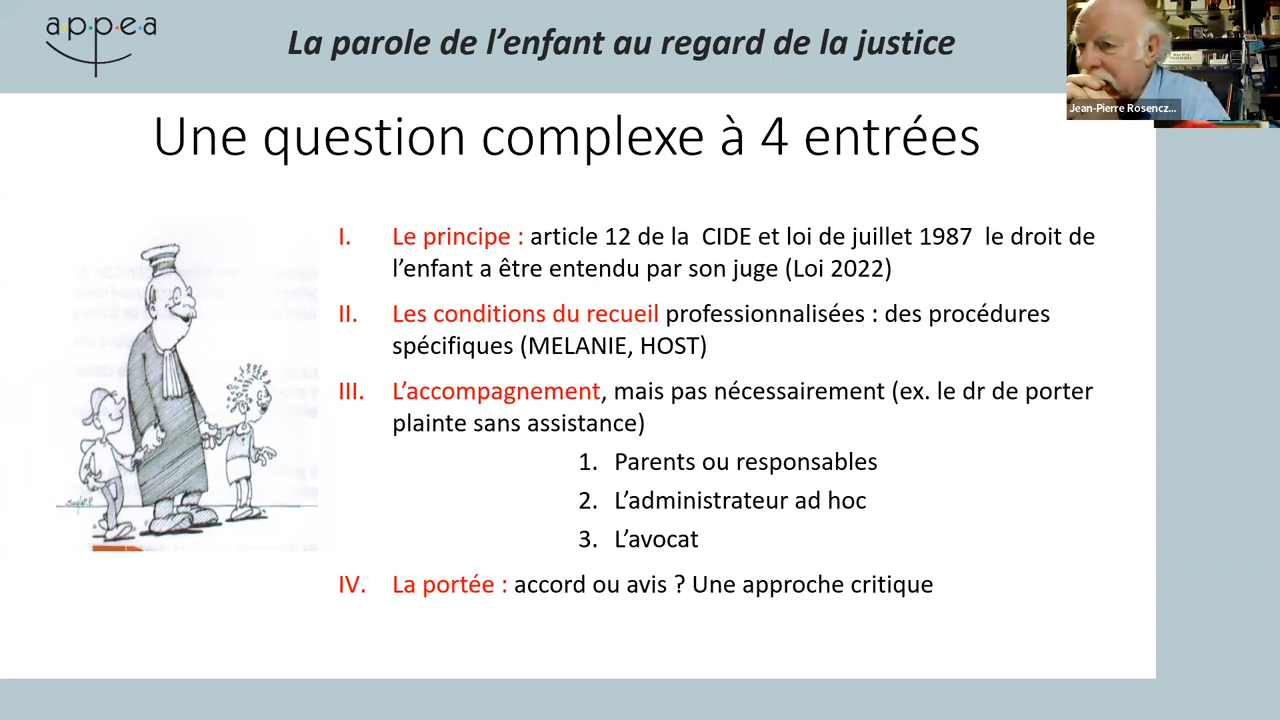 a·p·p·e·a
La parole de l'enfant au regard de la justice
Jean-Pierre Rosencz...
Une question complexe à 4 entrées
I. Le principe : article 12 de la CIDE et loi de juillet 1987 le droit de
l'enfant a être entendu par son juge (Loi 2022)
II. Les conditions du recueil professionnalisées : des procédures
spécifiques (MELANIE, HOST)
III. L'accompagnement, mais pas nécessairement (ex. le dr de porter
plainte sans assistance)
1. Parents ou responsables
2. L'administrateur ad hoc
3. L'avocat
IV. La portée : accord ou avis ? Une approche critique